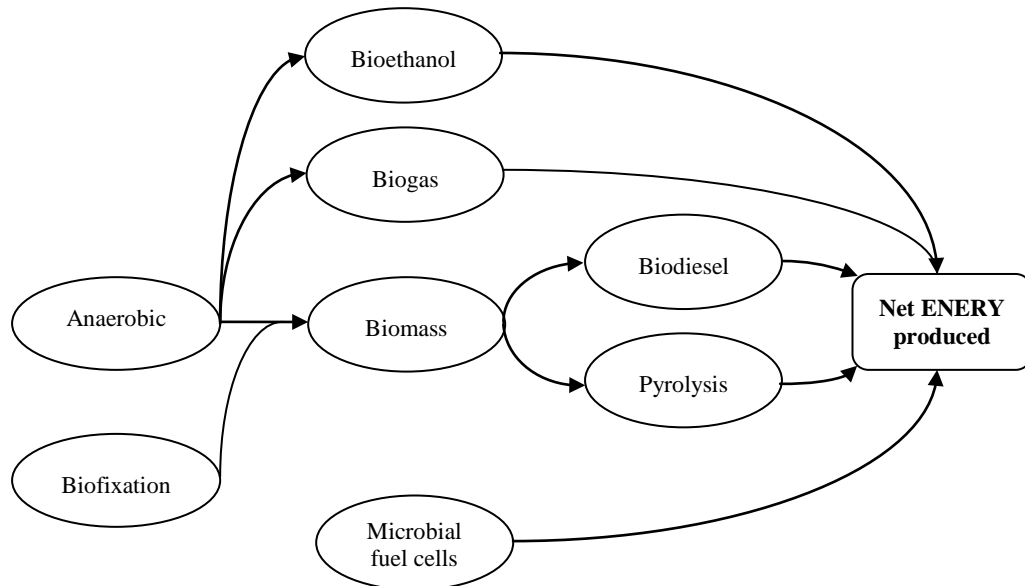 Bioethanol
Biogas
Biodiesel
Anaerobic
Biomass
Net ENERY
produced
Pyrolysis
Biofixation
Microbial
fuel cells